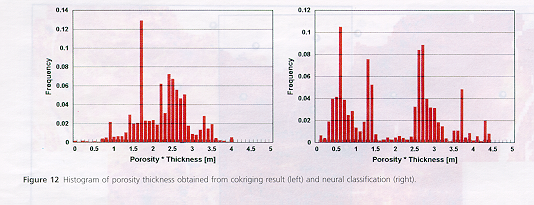 0.14
0.12
0.1
0.08
0.06
0.04
0.02
0
Frequency
0 0.5 1 1.5 2 2.5 3 3.5 4 4.5 5
Porosity * Thickness [m]
0.12
0.1
0.08
0.06
0.04
0.02
0
Frequency
0 0.5 1 1.5 2 2.5 3 3.5 4 4.5 5
Porosity * Thickness [m]
Figure 12 Histogram of porosity thickness obtained from cokriging result (left) and neural classification (right).